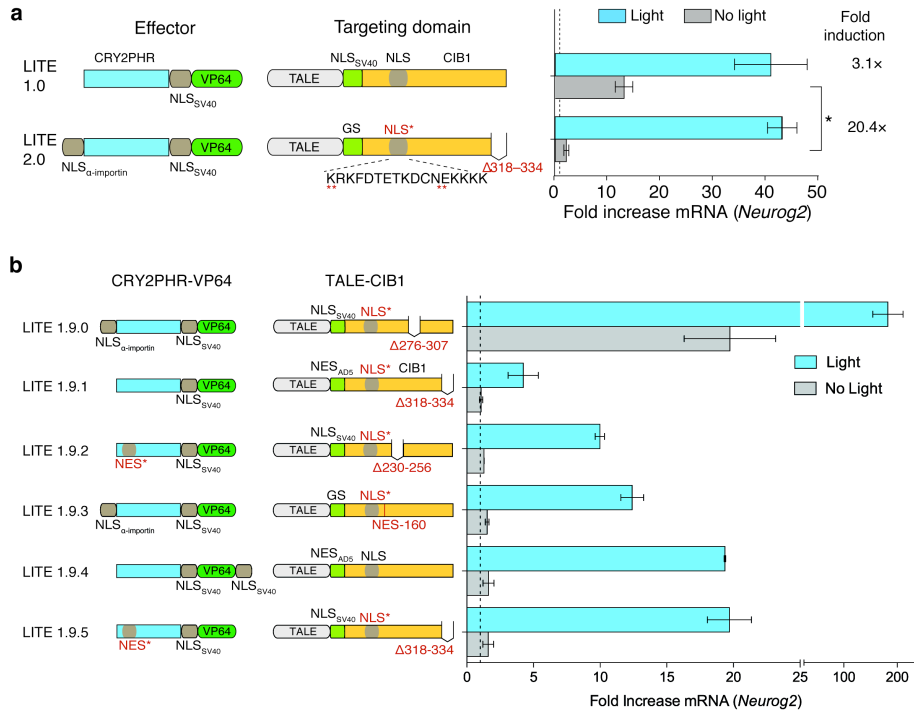 a
Effector
Targeting domain
Light
No light
Fold induction
LITE 1.0
CRY2PHR
VP64
NLSSV40
TALE
NLSSV40
NLS
CIB1
3.1×
LITE 2.0
NLSα-importin
NLSSV40
VP64
TALE
GS
NLS*
Δ318–334
KRKFDTETKDCNEKKKK
**
**
*
20.4×
0
10
20
30
40
50
Fold increase mRNA (Neurog2)
b
CRY2PHR-VP64
TALE-CIB1
LITE 1.9.0
NLSα-importin
NLSSV40
VP64
TALE
NLSSV40
NLS*
Δ276-307
Light
No Light
LITE 1.9.1
VP64
NLSSV40
TALE
NESAD5
NLS*
CIB1
Δ318-334
LITE 1.9.2
NES*
NLSSV40
VP64
TALE
NLSSV40
NLS*
Δ230-256
LITE 1.9.3
NLSα-importin
NLSSV40
VP64
TALE
GS
NLS*
NES-160
LITE 1.9.4
VP64
NLSSV40
NLSSV40
TALE
NESAD5
NLS
LITE 1.9.5
NES*
NLSSV40
VP64
TALE
NLSSV40
NLS*
Δ318-334
0
5
10
15
20
25
100
200
Fold Increase mRNA (Neurog2)